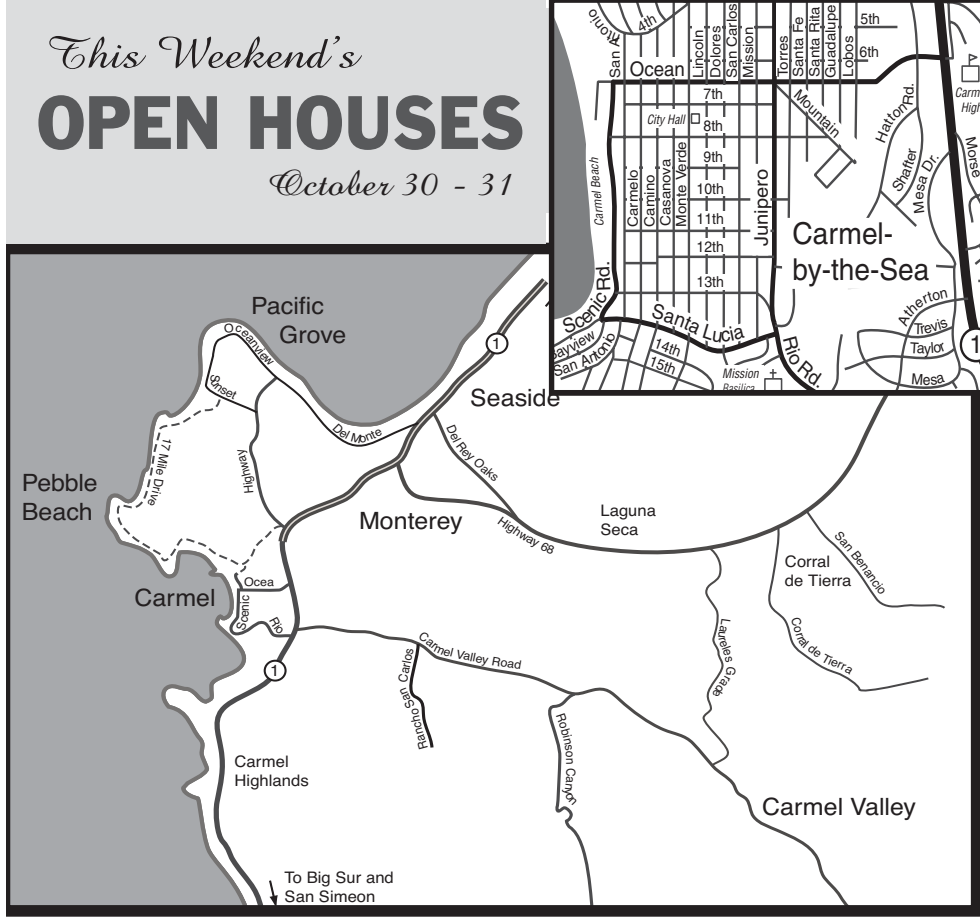 This Weekend's
OPEN HOUSES
October 30 - 31
4th
San A
Lincoln
Dolores
San Carlos
Mission
Torres
Santa Fe
Santa Rita
Guadalupe
Lobos
5th
6th
Ocean
7th
City Hall
8th
9th
10th
11th
12th
13th
Carmel Beach
Carmelo
Camino
Casanova
Monte Verde
Junipero
Mountain
Hatton Rd.
Shafter
Mesa Dr.
Morse
Carm
High
Carmel-
by-the-Sea
Scenic Rd.
Santa Lucia
Bayview
San Antonio
14th
15th
Mission
Basilica
Rio Rd.
Atherton
Trevis
Taylor
Mesa
1
Pacific
Grove
Oceanview
Sunset
1
Seaside
Del Monte
17 Mile Drive
Highway
Del Rey Oaks
Pebble
Beach
Monterey
Highway 68
Laguna
Seca
San Benancio
Corral
de Tierra
Carmel
Ocea
Scenic
Rio
Corral de Tierra
Laureles Grade
Carmel Valley Road
1
Rancho San Carlos
Robinson Canyon
Carmel
Highlands
Carmel Valley
To Big Sur and
San Simeon